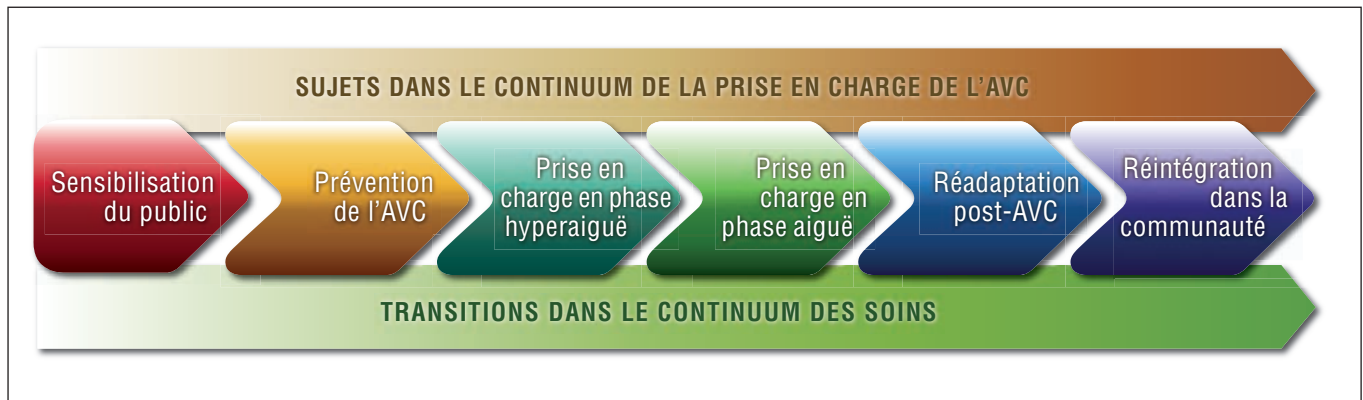 SUJETS DANS LE CONTINUUM DE LA PRISE EN CHARGE DE L'AVC
Sensibilisation
du public
Prévention
de l'AVC
Prise en
charge en phase
hyperaiguë
Prise en
charge en
phase aiguë
Réadaptation
post-AVC
Réintégration
dans la
communauté
TRANSITIONS DANS LE CONTINUUM DES SOINS